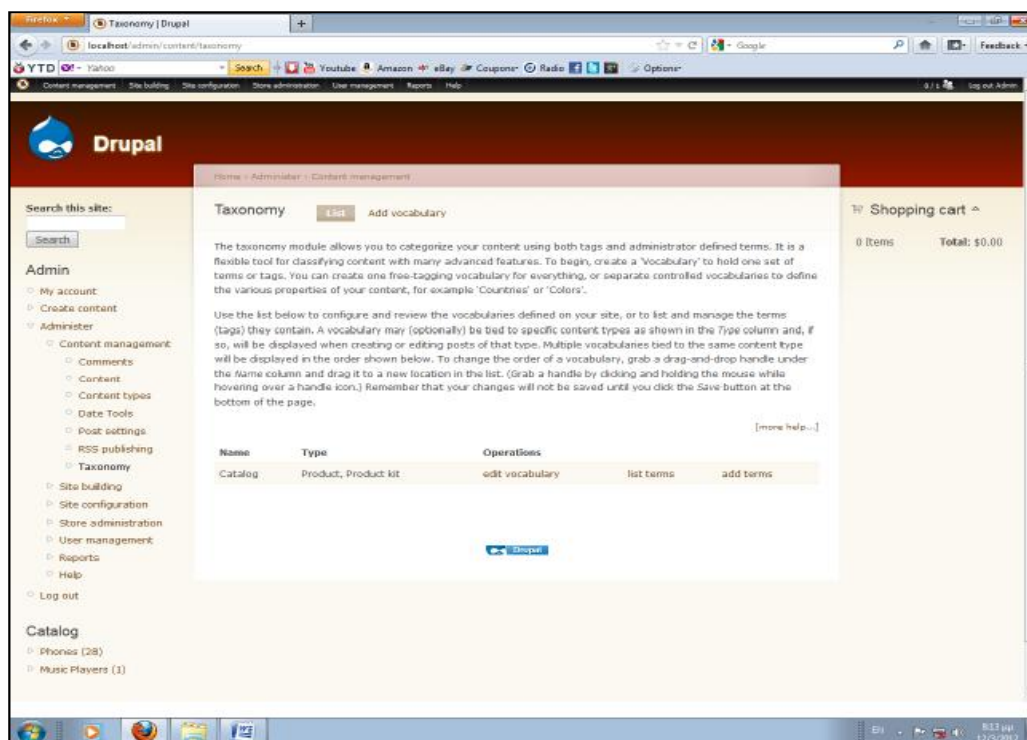 Firefox
Taxonomy | Drupal
localhost/admin/content/taxonomy
Google
Feedback
YTD Yahoo Search Youtube Amazon eBay Coupons Radio Options
Content management Site building Site configuration Store administration User management Reports Help 0 / 1 Log out Admin
Drupal
Home › Administer › Content management
Search this site:
Search
Admin
My account
Create content
Administer
Content management
Comments
Content
Content types
Date Tools
Post settings
RSS publishing
Taxonomy
Site building
Site configuration
Store administration
User management
Reports
Help
Log out
Catalog
Phones (28)
Music Players (1)
Taxonomy List Add vocabulary
The taxonomy module allows you to categorize your content using both tags and administrator defined terms. It is a
flexible tool for classifying content with many advanced features. To begin, create a 'Vocabulary' to hold one set of
terms or tags. You can create one free-tagging vocabulary for everything, or separate controlled vocabularies to define
the various properties of your content, for example 'Countries' or 'Colors'.
Use the list below to configure and review the vocabularies defined on your site, or to list and manage the terms
(tags) they contain. A vocabulary may (optionally) be tied to specific content types as shown in the Type column and, if
so, will be displayed when creating or editing posts of that type. Multiple vocabularies tied to the same content type
will be displayed in the order shown below. To change the order of a vocabulary, grab a drag-and-drop handle under
the Name column and drag it to a new location in the list. (Grab a handle by clicking and holding the mouse while
hovering over a handle icon.) Remember that your changes will not be saved until you click the Save button at the
bottom of the page.
[more help...]
Name Type Operations
Catalog Product, Product kit edit vocabulary list terms add terms
Drupal
Shopping cart
0 Items Total: $0.00
EN 8:13 μμ
12/3/2012